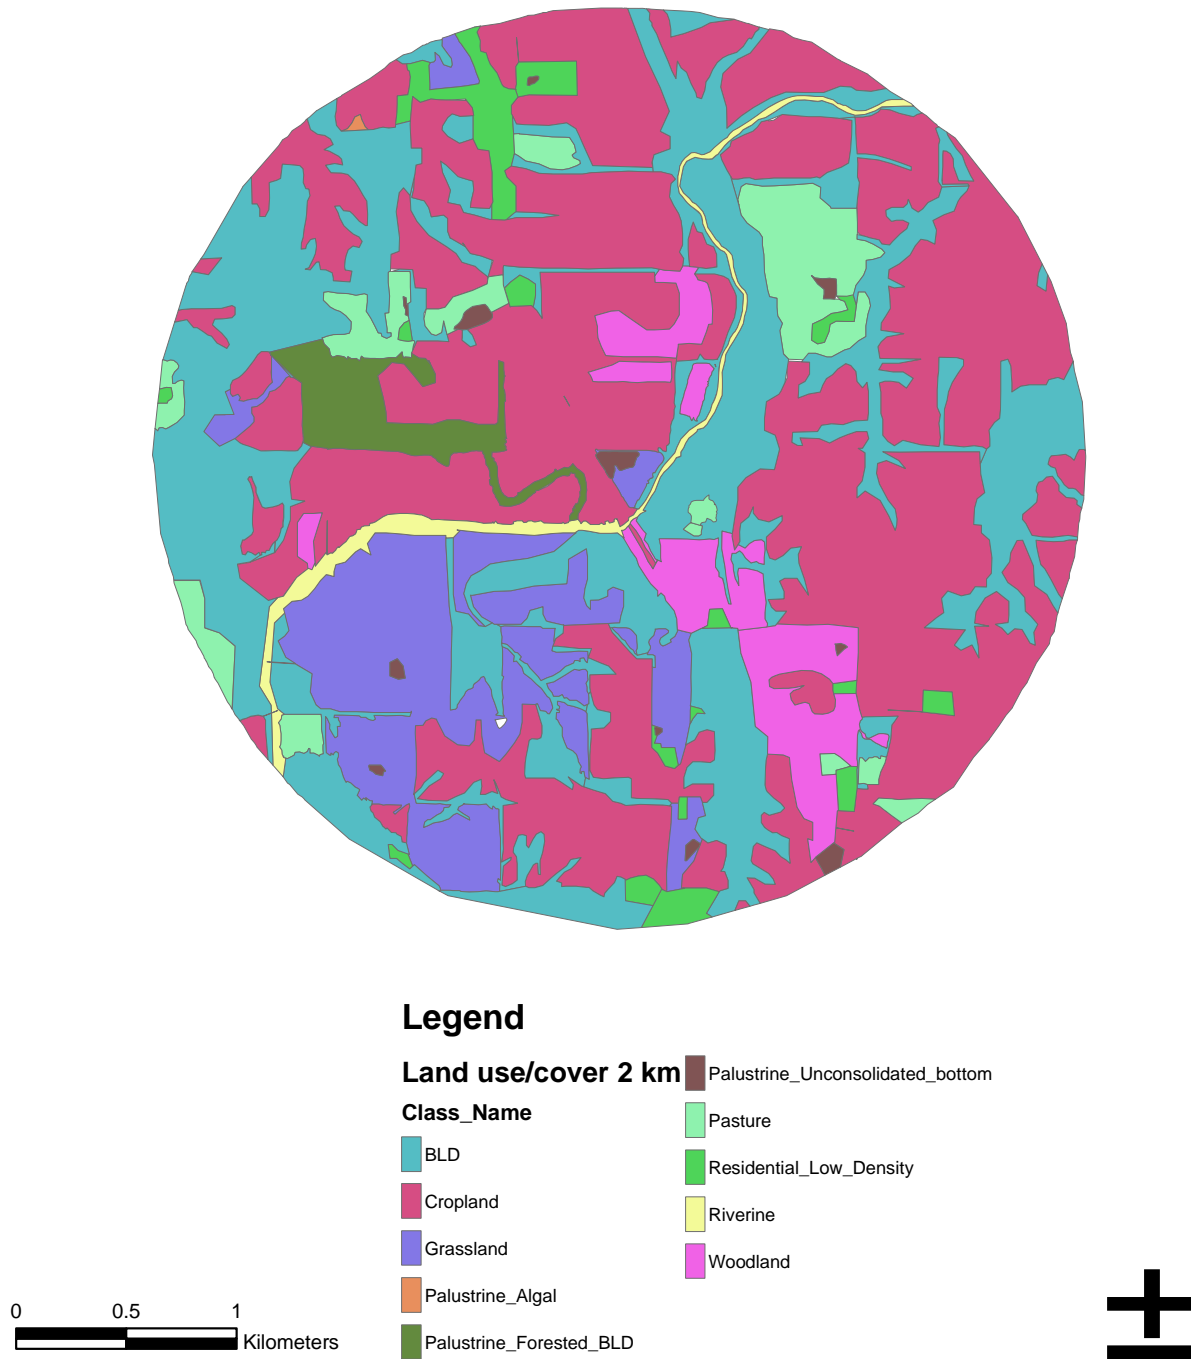 Legend
Land use/cover 2 km
Class_Name
BLD
Cropland
Grassland
Palustrine_Algal
Palustrine_Forested_BLD
Palustrine_Unconsolidated_bottom
Pasture
Residential_Low_Density
Riverine
Woodland
0 0.5 1
Kilometers